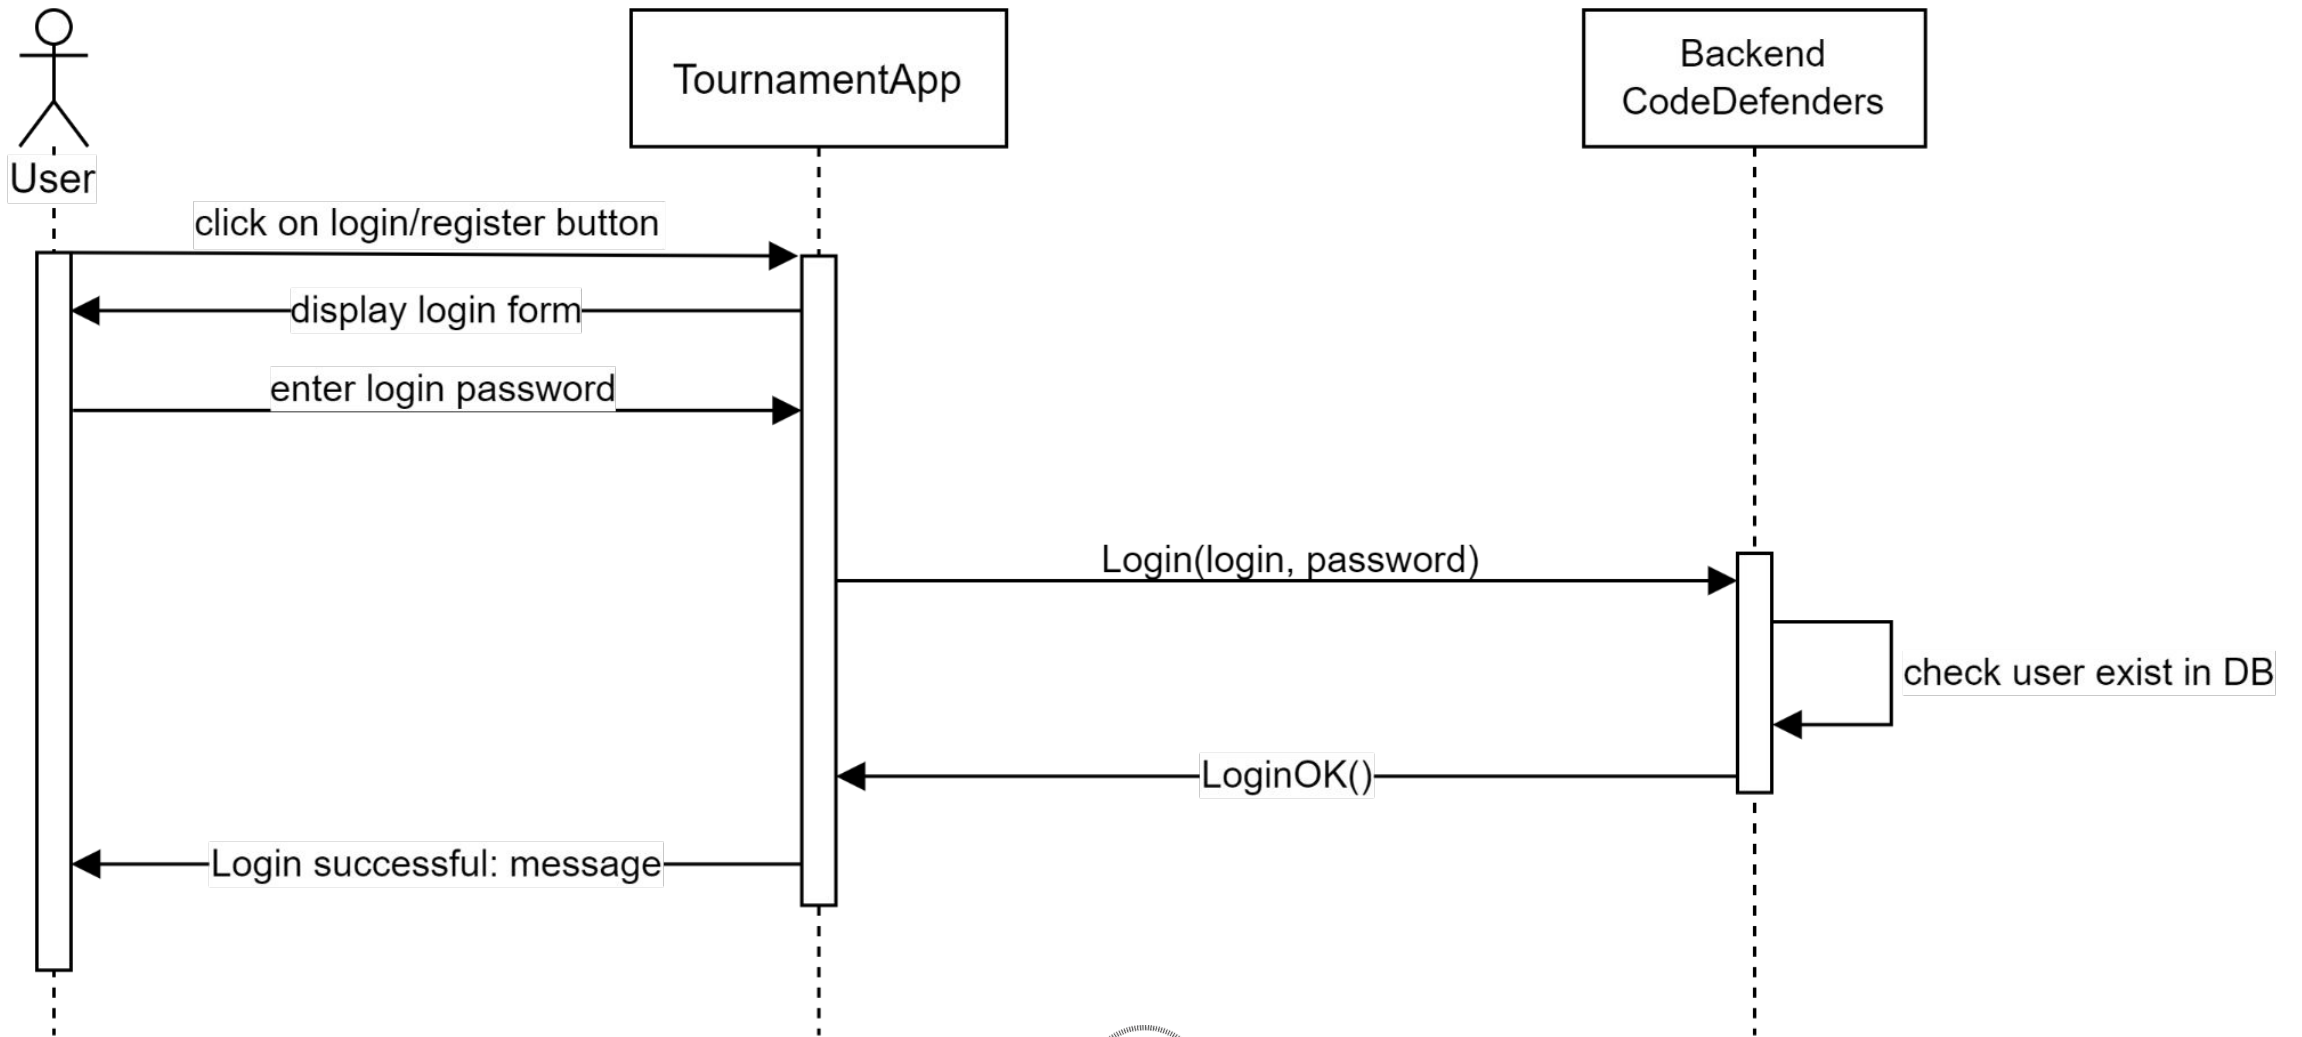 TournamentApp
Backend
CodeDefenders
User
click on login/register button
display login form
enter login password
Login(login, password)
check user exist in DB
LoginOK()
Login successful: message